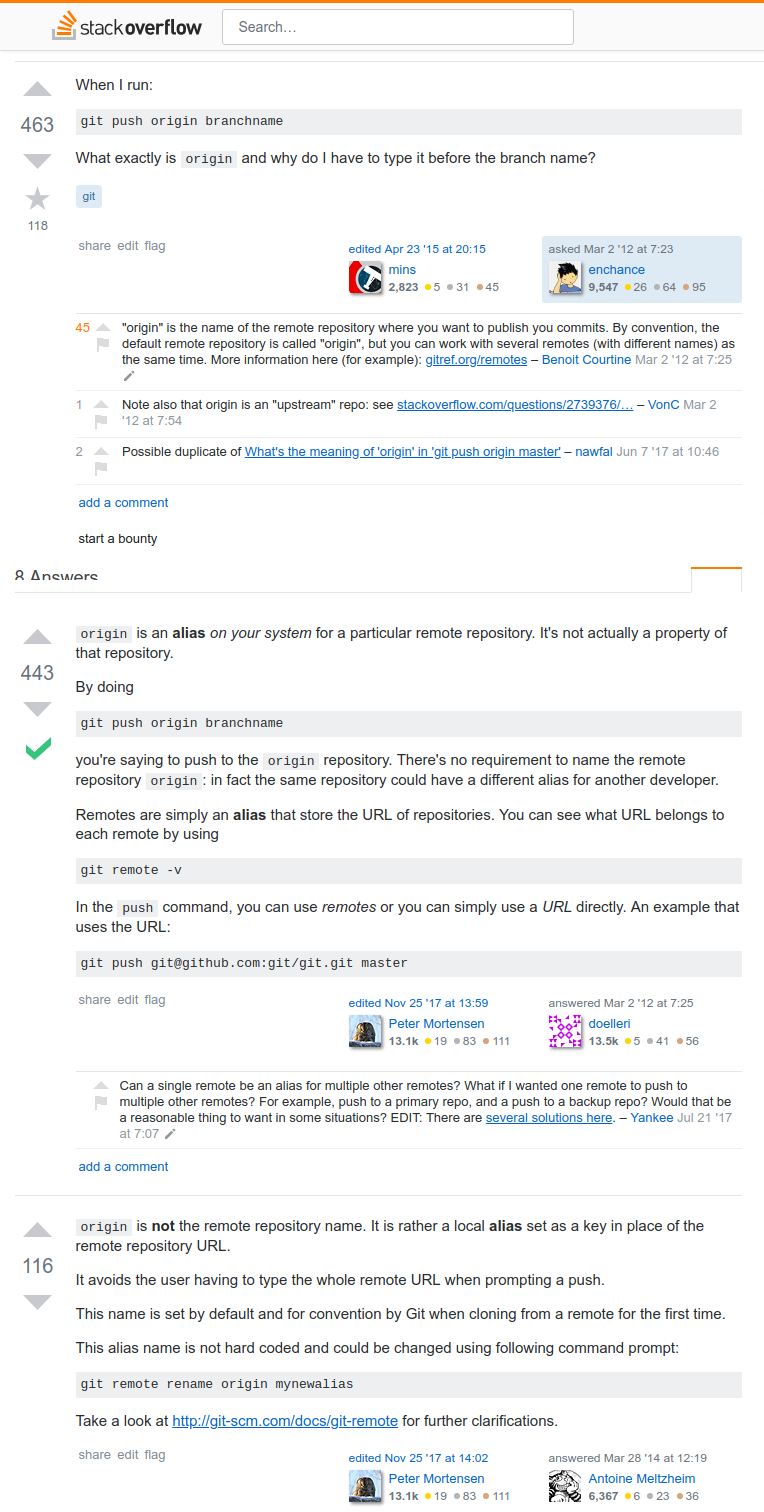 stackoverflow
Search…
When I run:
463
git push origin branchname
What exactly is origin and why do I have to type it before the branch name?
git
118
share edit flag
edited Apr 23 '15 at 20:15
mins
2,823 5 31 45
asked Mar 2 '12 at 7:23
enchance
9,547 26 64 95
45 "origin" is the name of the remote repository where you want to publish you commits. By convention, the
default remote repository is called "origin", but you can work with several remotes (with different names) as
the same time. More information here (for example): gitref.org/remotes – Benoit Courtine Mar 2 '12 at 7:25
1 Note also that origin is an "upstream" repo: see stackoverflow.com/questions/2739376/… – VonC Mar 2
'12 at 7:54
2 Possible duplicate of What's the meaning of 'origin' in 'git push origin master' – nawfal Jun 7 '17 at 10:46
add a comment
start a bounty
8 Answers
origin is an alias on your system for a particular remote repository. It's not actually a property of
that repository.
443
By doing
git push origin branchname
you're saying to push to the origin repository. There's no requirement to name the remote
repository origin: in fact the same repository could have a different alias for another developer.
Remotes are simply an alias that store the URL of repositories. You can see what URL belongs to
each remote by using
git remote -v
In the push command, you can use remotes or you can simply use a URL directly. An example that
uses the URL:
git push git@github.com:git/git.git master
share edit flag
edited Nov 25 '17 at 13:59
Peter Mortensen
13.1k 19 83 111
answered Mar 2 '12 at 7:25
doelleri
13.5k 5 41 56
Can a single remote be an alias for multiple other remotes? What if I wanted one remote to push to
multiple other remotes? For example, push to a primary repo, and a push to a backup repo? Would that be
a reasonable thing to want in some situations? EDIT: There are several solutions here. – Yankee Jul 21 '17
at 7:07
add a comment
origin is not the remote repository name. It is rather a local alias set as a key in place of the
remote repository URL.
116
It avoids the user having to type the whole remote URL when prompting a push.
This name is set by default and for convention by Git when cloning from a remote for the first time.
This alias name is not hard coded and could be changed using following command prompt:
git remote rename origin mynewalias
Take a look at http://git-scm.com/docs/git-remote for further clarifications.
share edit flag
edited Nov 25 '17 at 14:02
Peter Mortensen
13.1k 19 83 111
answered Mar 28 '14 at 12:19
Antoine Meltzheim
6,367 6 23 36